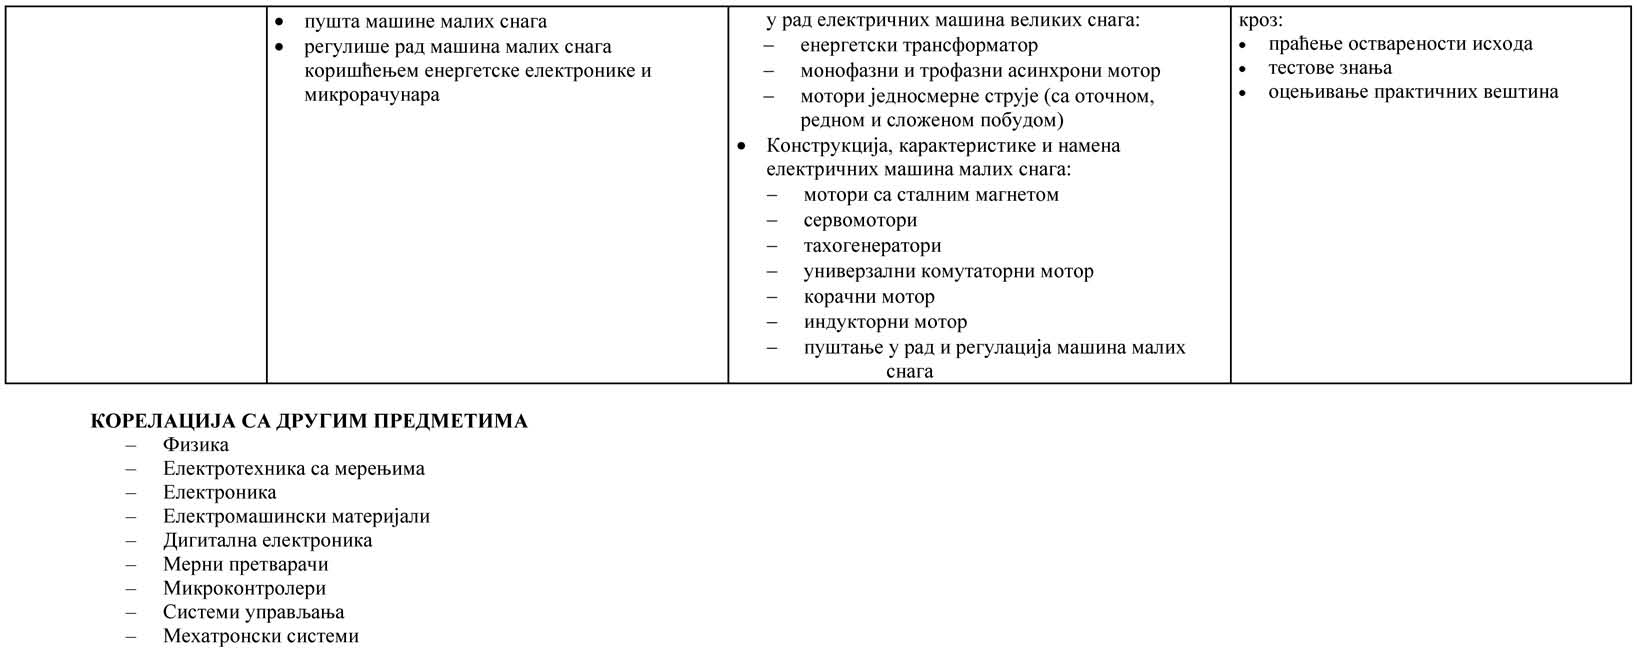 • пушта машине малих снага
• регулише рад машина малих снага
коришћењем енергетске електронике и
микрорачунара
у рад електричних машина великих снага:
– енергетски трансформатор
– монофазни и трофазни асинхрони мотор
– мотори једносмерне струје (са оточном,
редном и сложеном побудом)
• Конструкција, карактеристике и намена
електричних машина малих снага:
– мотори са сталним магнетом
– сервомотори
– тахогенератори
– универзални комутаторни мотор
– корачни мотор
– индукторни мотор
– пуштање у рад и регулација машина малих
снага
кроз:
• праћење остварености исхода
• тестове знања
• оцењивање практичних вештина
КОРЕЛАЦИЈА СА ДРУГИМ ПРЕДМЕТИМА
– Физика
– Електротехника са мерењима
– Електроника
– Електромашински материјали
– Дигитална електроника
– Мерни претварачи
– Микроконтролери
– Системи управљања
– Мехатронски системи